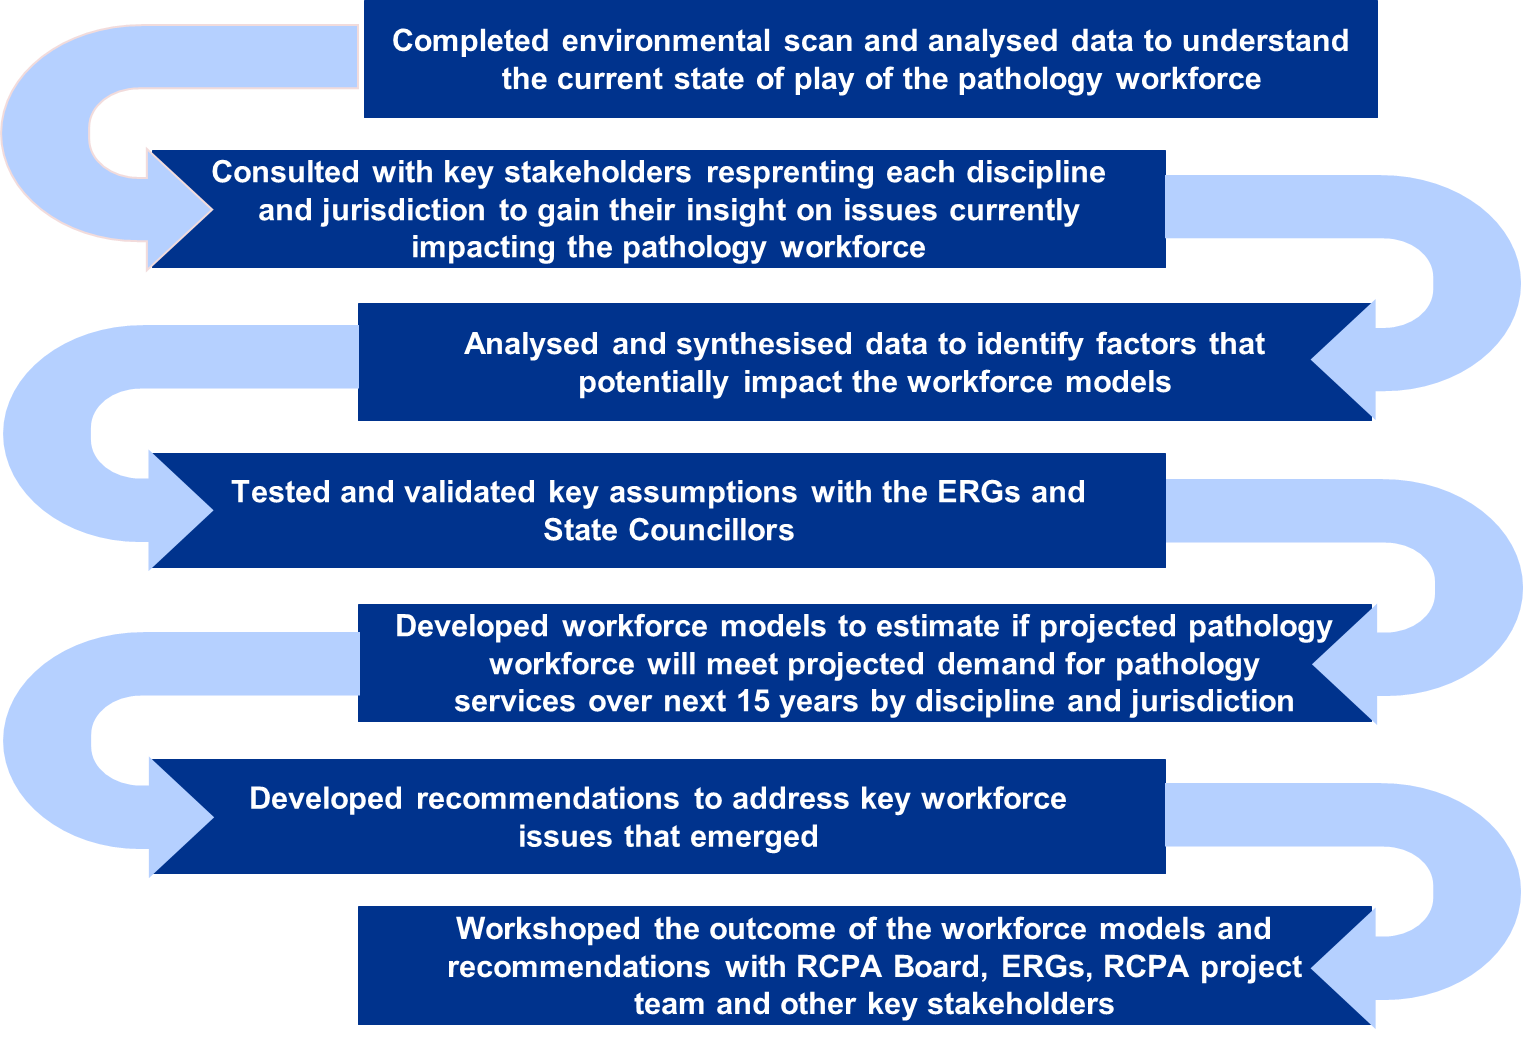 Completed environmental scan and analysed data to understand
the current state of play of the pathology workforce
Consulted with key stakeholders resprenting each discipline
and jurisdiction to gain their insight on issues currently
impacting the pathology workforce
Analysed and synthesised data to identify factors that
potentially impact the workforce models
Tested and validated key assumptions with the ERGs and
State Councillors
Developed workforce models to estimate if projected pathology
workforce will meet projected demand for pathology
services over next 15 years by discipline and jurisdiction
Developed recommendations to address key workforce
issues that emerged
Workshoped the outcome of the workforce models and
recommendations with RCPA Board, ERGs, RCPA project
team and other key stakeholders